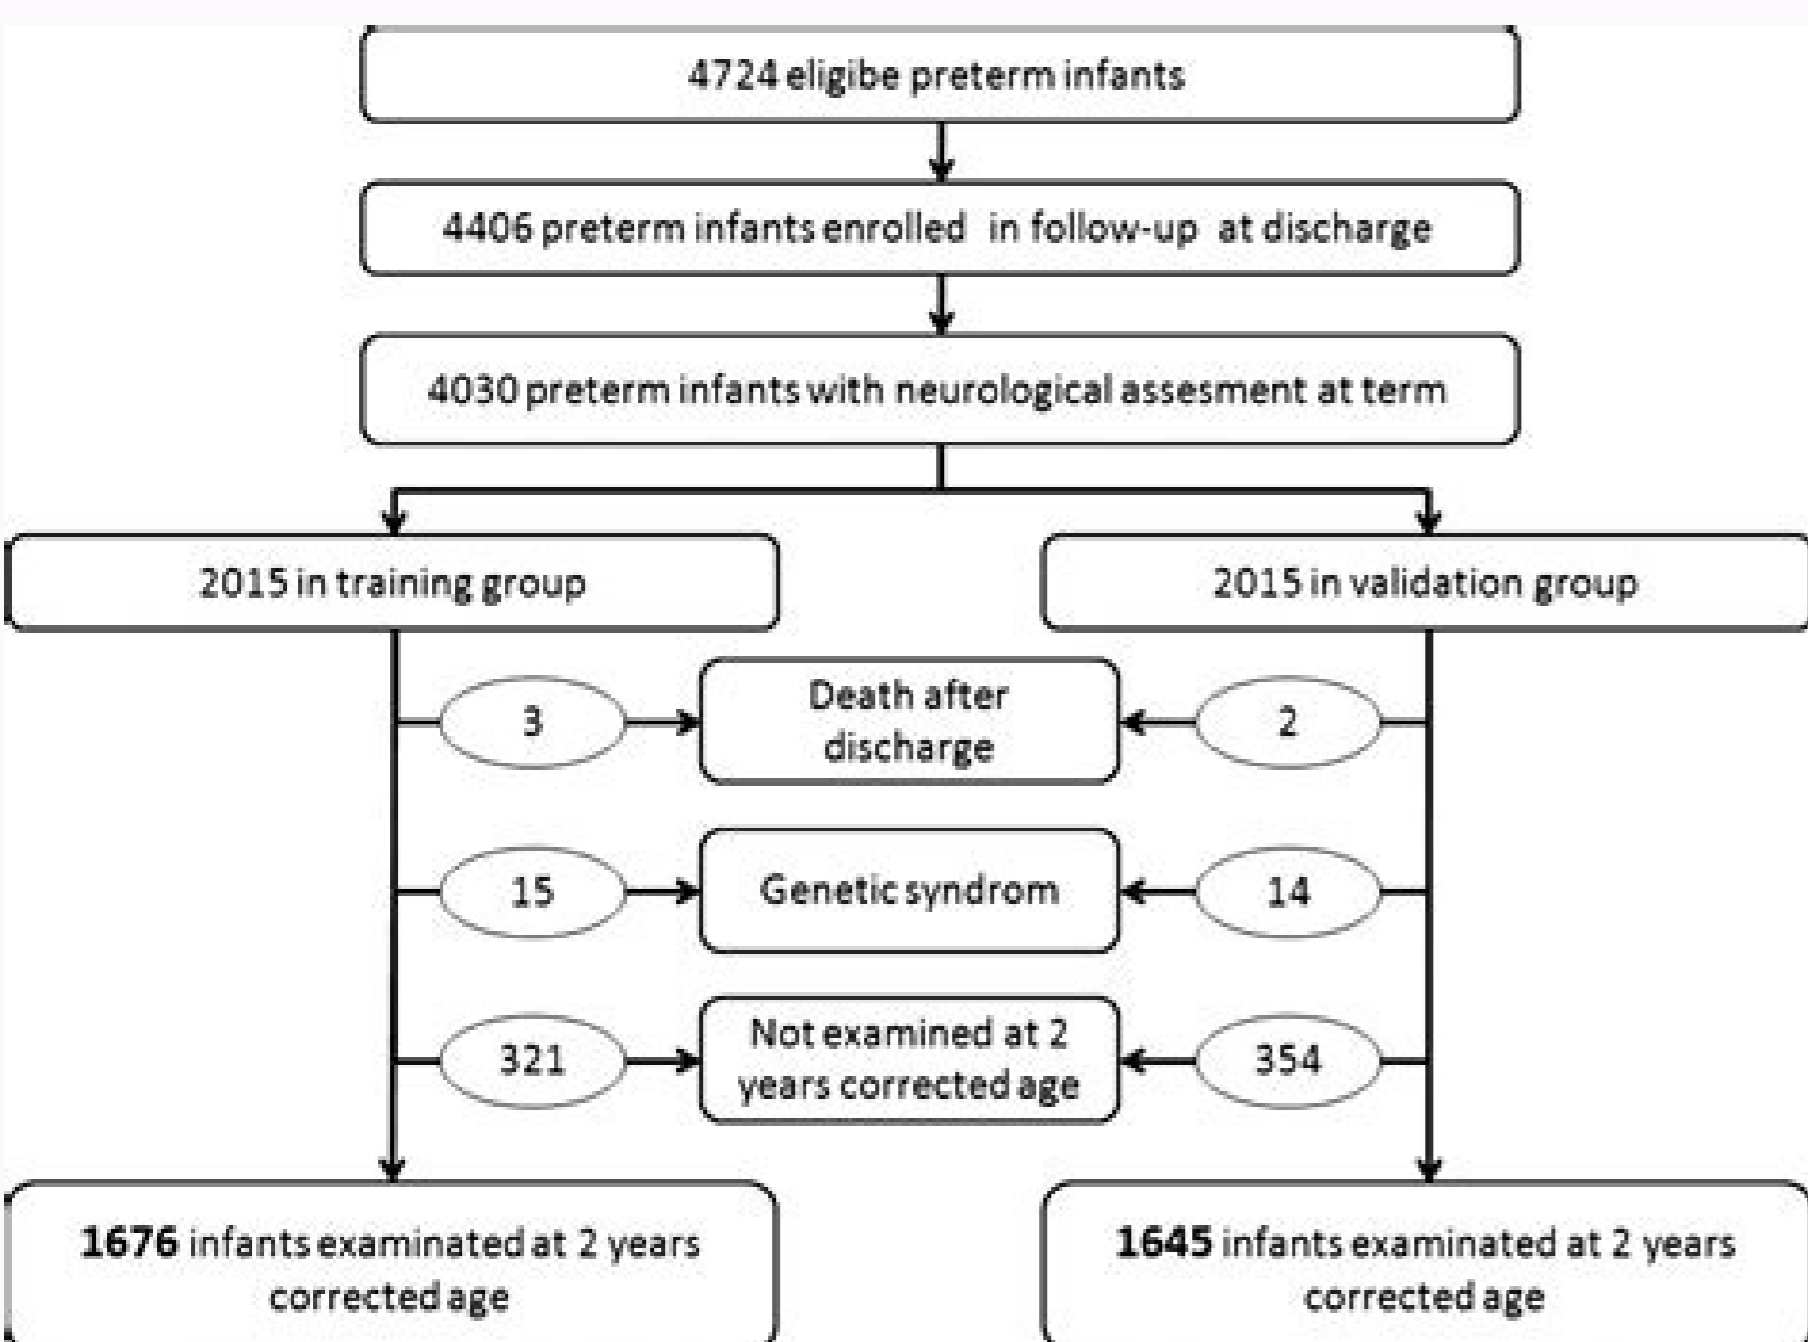 4724 eligibe preterm infants
4406 preterm infants enrolled in follow-up at discharge
4030 preterm infants with neurological assesment at term
2015 in training group
2015 in validation group
3
Death after
discharge
2
15
Genetic syndrom
14
321
Not examined at 2
years corrected age
354
1676 infants examinated at 2 years
corrected age
1645 infants examinated at 2 years
corrected age